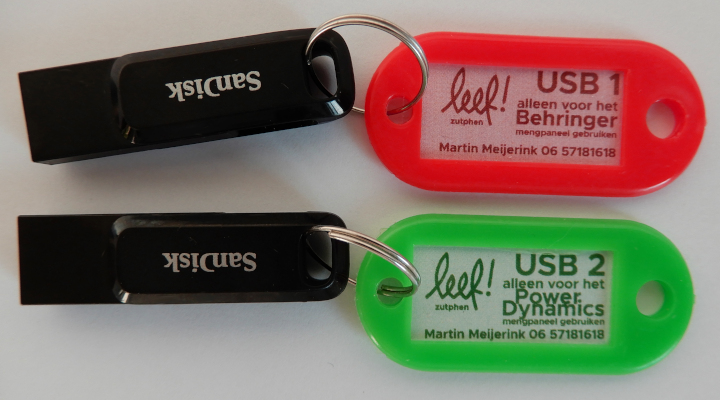 SanDisk
leef!
zutphen
USB 1
alleen voor het
Behringer
mengpaneel gebruiken
Martin Meijerink 06 57181618
SanDisk
leef!
zutphen
USB 2
alleen voor het
Power
Dynamics
mengpaneel gebruiken
Martin Meijerink 06 57181618